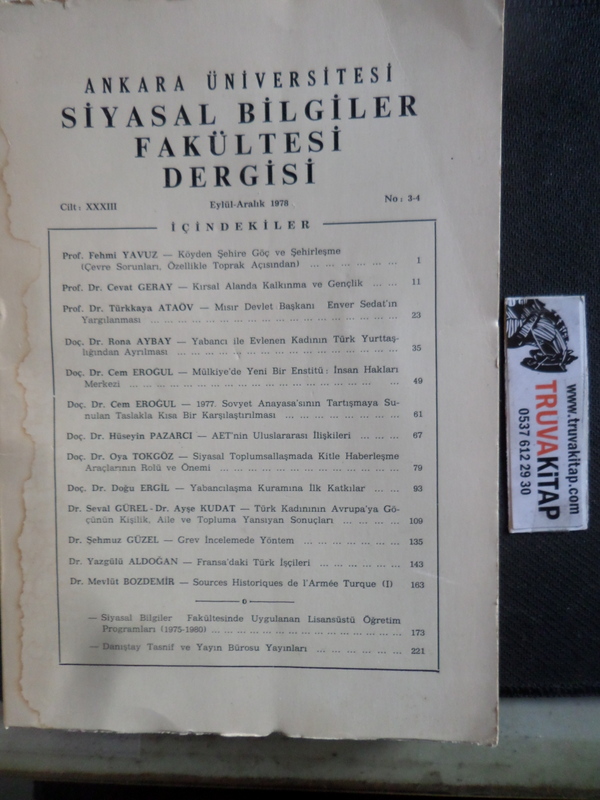 ANKARA ÜNİVERSİTESİ
SİYASAL BİLGİLER
FAKÜLTESİ
DERGİSİ
Cilt: XXXIII Eylül-Aralık 1978 No: 3-4
İÇİNDEKİLER
Prof. Fehmi YAVUZ — Köyden Şehire Göç ve Şehirleşme
(Çevre Sorunları, Özellikle Toprak Açısından) ... ... ... ... ... ... 1
Prof. Dr. Cevat GERAY — Kırsal Alanda Kalkınma ve Gençlik ... ... 11
Prof. Dr. Türkkaya ATAÖV — Mısır Devlet Başkanı Enver Sedat'ın
Yargılanması ... ... ... ... ... ... ... ... ... ... ... ... ... ... ... 23
Doç. Dr. Rona AYBAY — Yabancı ile Evlenen Kadının Türk Yurttaş-
lığından Ayrılması ... ... ... ... ... ... ... ... ... ... ... ... ... 35
Doç. Dr. Cem EROGUL — Mülkiye'de Yeni Bir Enstitü: İnsan Hakları
Merkezi ... ... ... ... ... ... ... ... ... ... ... ... ... ... 49
Doç. Dr. Cem EROĞUL — 1977. Sovyet Anayasa'sının Tartışmaya Su-
nulan Taslakla Kısa Bir Karşılaştırılması ... ... ... ... ... ... 61
Doç. Dr. Hüseyin PAZARCI — AET'nin Uluslararası İlişkileri ... ... ... 67
Doç. Dr. Oya TOKGÖZ — Siyasal Toplumsallaşmada Kitle Haberleşme
Araçlarının Rolü ve Önemi ... ... ... ... ... ... ... ... ... ... 79
Doç. Dr. Doğu ERGİL — Yabancılaşma Kuramına İlk Katkılar ... ... 93
Dr. Seval GÜREL - Dr. Ayşe KUDAT — Türk Kadınının Avrupa'ya Gö-
çünün Kişilik, Aile ve Topluma Yansıyan Sonuçları ... ... ... 109
Dr. Şehmuz GÜZEL — Grev İncelemede Yöntem ... ... ... ... ... 135
Dr. Yazgülü ALDOĞAN — Fransa'daki Türk İşçileri ... ... ... ... 143
Dr. Mevlüt BOZDEMİR — Sources Historiques de l'Armée Turque (I) 163
— Siyasal Bilgiler Fakültesinde Uygulanan Lisansüstü Öğretim
Programları (1975-1980) ... ... ... ... ... ... ... ... ... ... ... 173
— Danıştay Tasnif ve Yayın Bürosu Yayınları ... ... ... ... ... ... 221
www.truvakitap.com
TRUVAKİTAP
0537 612 29 30